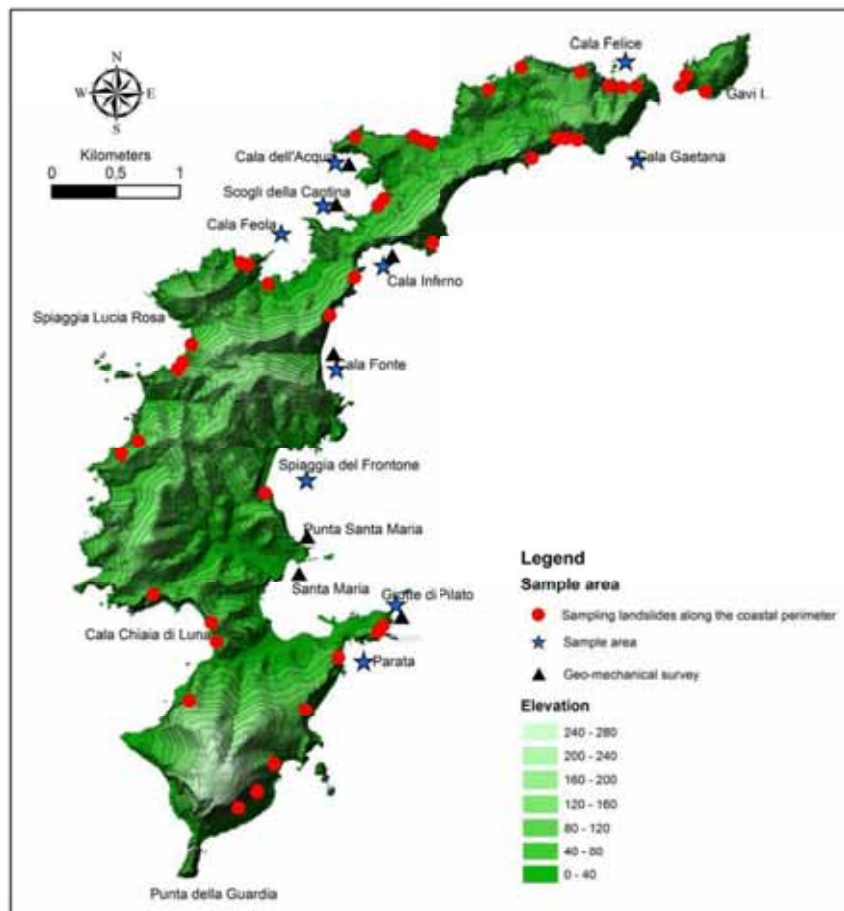 Cala Felice
N
W E
S
Gavi I.
Kilometers
0 0,5 1
Cala dell'Acqua
Cala Gaetana
Scogli della Caotina
Cala Feola
Cala Inferno
Spiaggia Lucia Rosa
Cala Fonte
Spiaggia del Frontone
Punta Santa Maria
Santa Maria
Grotte di Pilato
Cala Chiaia di Luna
Parata
Punta della Guardia
Legend
Sample area
Sampling landslides along the coastal perimeter
Sample area
Geo-mechanical survey
Elevation
240 - 280
200 - 240
160 - 200
120 - 160
80 - 120
40 - 80
0 - 40